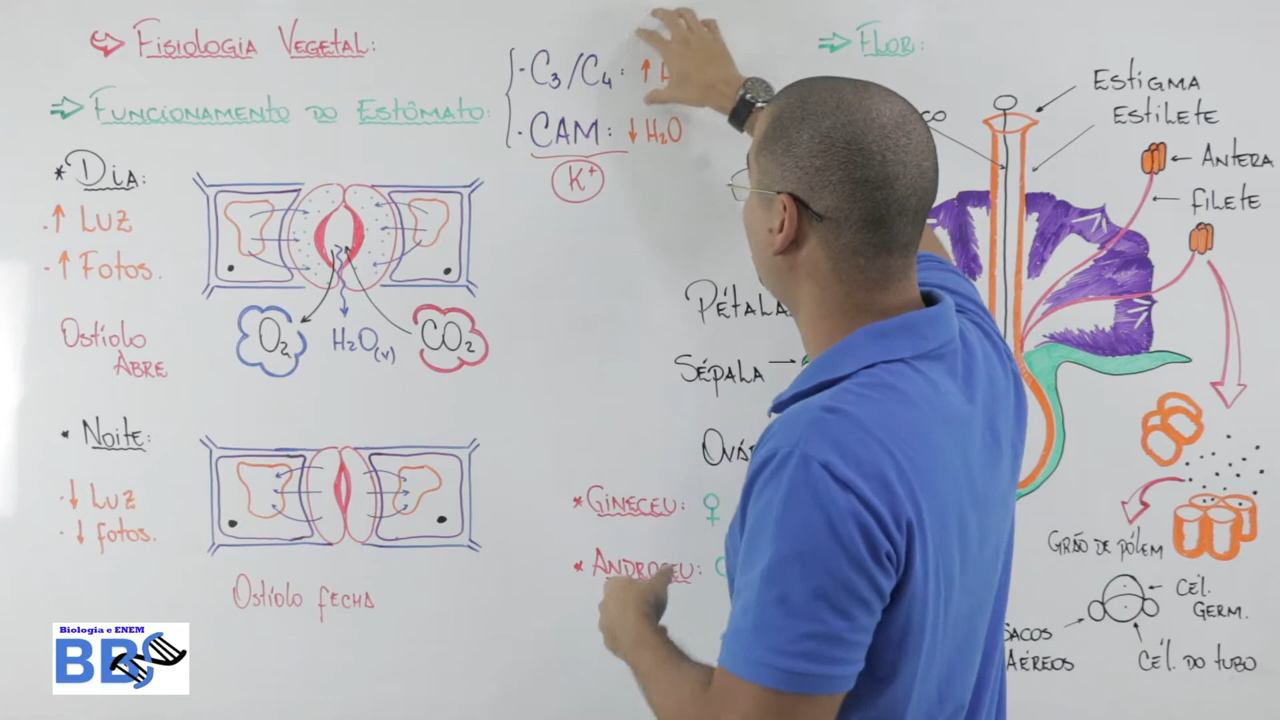 Fisiologia Vegetal:
Funcionamento do Estômato:
C3/C4: ↑
CAM: ↓ H2O
K+
* Dia:
↑ Luz
↑ Fotos.
Ostíolo
Abre
O2
H2O(v)
CO2
• Noite:
↓ Luz
↓ Fotos.
Ostíolo fecha
Flor:
Estigma
Estilete
Antera
Filete
Pétala
Sépala
* Gineceu: ♀
* Androceu:
Grão de pólem
Cél.
Germ.
Sacos
Aéreos
Cél. do tubo
Biologia e ENEM
BBS